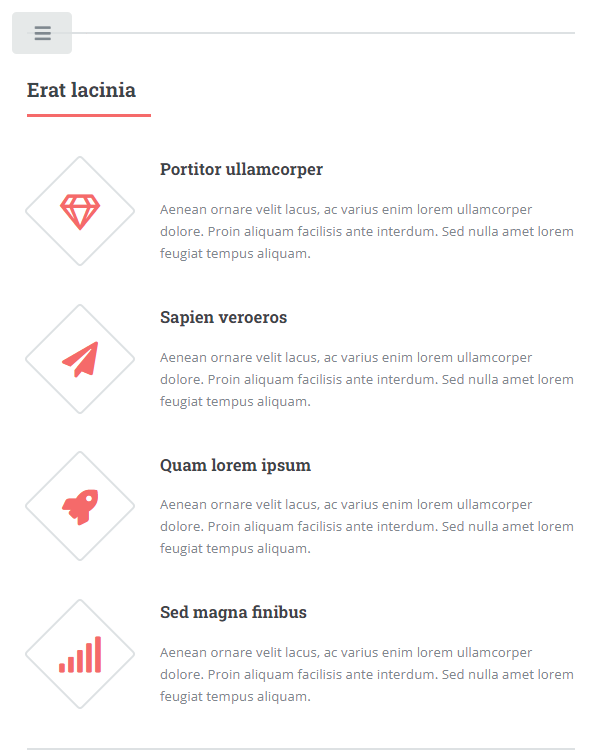 Erat lacinia
Portitor ullamcorper
Aenean ornare velit lacus, ac varius enim lorem ullamcorper
dolore. Proin aliquam facilisis ante interdum. Sed nulla amet lorem
feugiat tempus aliquam.
Sapien veroeros
Aenean ornare velit lacus, ac varius enim lorem ullamcorper
dolore. Proin aliquam facilisis ante interdum. Sed nulla amet lorem
feugiat tempus aliquam.
Quam lorem ipsum
Aenean ornare velit lacus, ac varius enim lorem ullamcorper
dolore. Proin aliquam facilisis ante interdum. Sed nulla amet lorem
feugiat tempus aliquam.
Sed magna finibus
Aenean ornare velit lacus, ac varius enim lorem ullamcorper
dolore. Proin aliquam facilisis ante interdum. Sed nulla amet lorem
feugiat tempus aliquam.